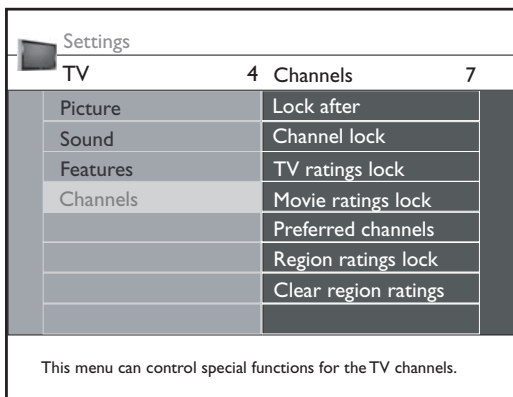 Settings
TV 4 Channels 7
Picture Lock after
Sound Channel lock
Features TV ratings lock
Channels Movie ratings lock
Preferred channels
Region ratings lock
Clear region ratings
This menu can control special functions for the TV channels.